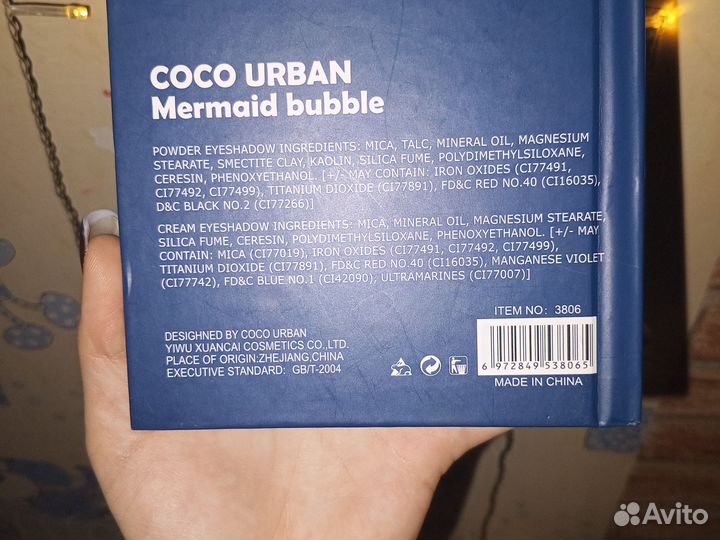 COCO URBAN
Mermaid bubble
POWDER EYESHADOW INGREDIENTS: MICA, TALC, MINERAL OIL, MAGNESIUM
STEARATE, SMECTITE CLAY, KAOLIN, SILICA FUME, POLYDIMETHYLSILOXANE,
CERESIN, PHENOXYETHANOL. [+/- MAY CONTAIN: IRON OXIDES (CI77491,
CI77492, CI77499), TITANIUM DIOXIDE (CI77891), FD&C RED NO.40 (CI16035),
D&C BLACK NO.2 (CI77266)]
CREAM EYESHADOW INGREDIENTS: MICA, MINERAL OIL, MAGNESIUM STEARATE,
SILICA FUME, CERESIN, POLYDIMETHYLSILOXANE, PHENOXYETHANOL. [+/- MAY
CONTAIN: MICA (CI77019), IRON OXIDES (CI77491, CI77492, CI77499),
TITANIUM DIOXIDE (CI77891), FD&C RED NO.40 (CI16035), MANGANESE VIOLET
(CI77742), FD&C BLUE NO.1 (CI42090); ULTRAMARINES (CI77007)]
ITEM NO: 3806
DESIGHNED BY COCO URBAN
YIWU XUANCAI COSMETICS CO.,LTD.
PLACE OF ORIGIN:ZHEJIANG,CHINA
EXECUTIVE STANDARD: GB/T-2004
6 972849 538065
MADE IN CHINA
Avito